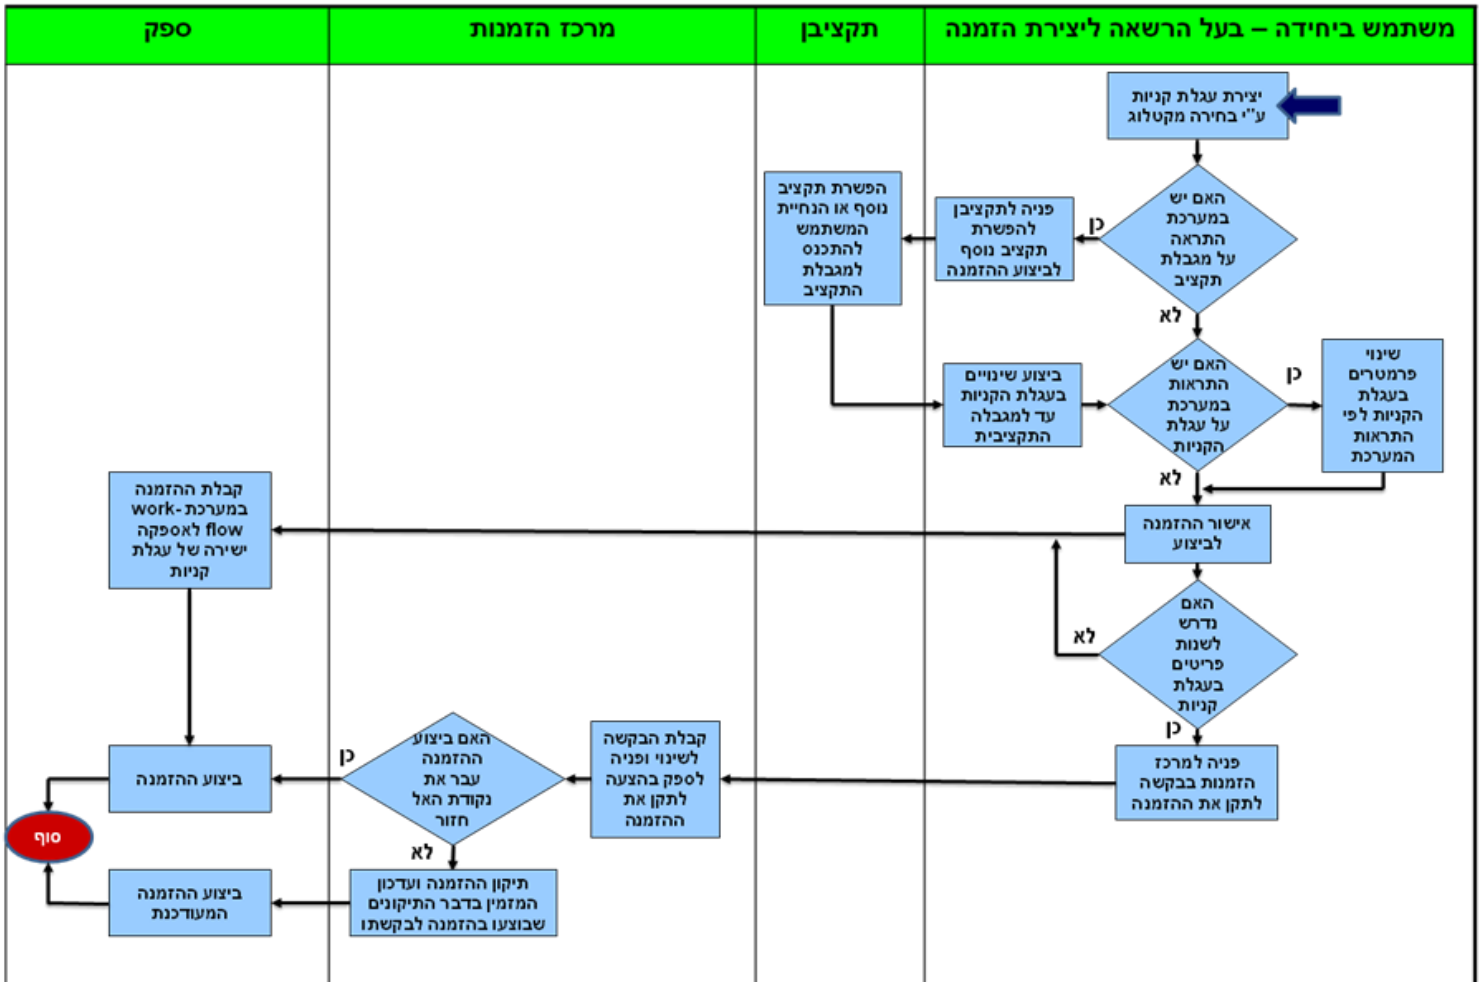 משתמש ביחידה – בעל הרשאה ליצירת הזמנה
תקציבן
מרכז הזמנות
ספק
יצירת עגלת קניות
ע"י בחירה מקטלוג
האם יש
במערכת
התראה
על מגבלת
תקציב
כן
פניה לתקציבן
להפשרת
תקציב נוסף
לביצוע ההזמנה
הפשרת תקציב
נוסף או הנחיית
המשתמש
להתכנס
למגבלת
התקציב
לא
שינוי
פרמטרים
בעגלת
הקניות לפי
התראות
המערכת
כן
האם יש
התראות
במערכת
על עגלת
הקניות
ביצוע שינויים
בעגלת הקניות
עד למגבלה
התקציבית
לא
אישור ההזמנה
לביצוע
קבלת ההזמנה
במערכת work-
flow לאספקה
ישירה של עגלת
קניות
האם
נדרש
לשנות
פריטים
בעגלת
קניות
לא
כן
פניה למרכז
הזמנות בבקשה
לתקן את ההזמנה
קבלת הבקשה
לשינוי ופניה
לספק בהצעה
לתקן את
ההזמנה
האם ביצוע
ההזמנה
עבר את
נקודת האל
חזור
כן
ביצוע ההזמנה
סוף
לא
תיקון ההזמנה ועדכון
המזמין בדבר התיקונים
שבוצעו בהזמנה לבקשתו
ביצוע ההזמנה
המעודכנת